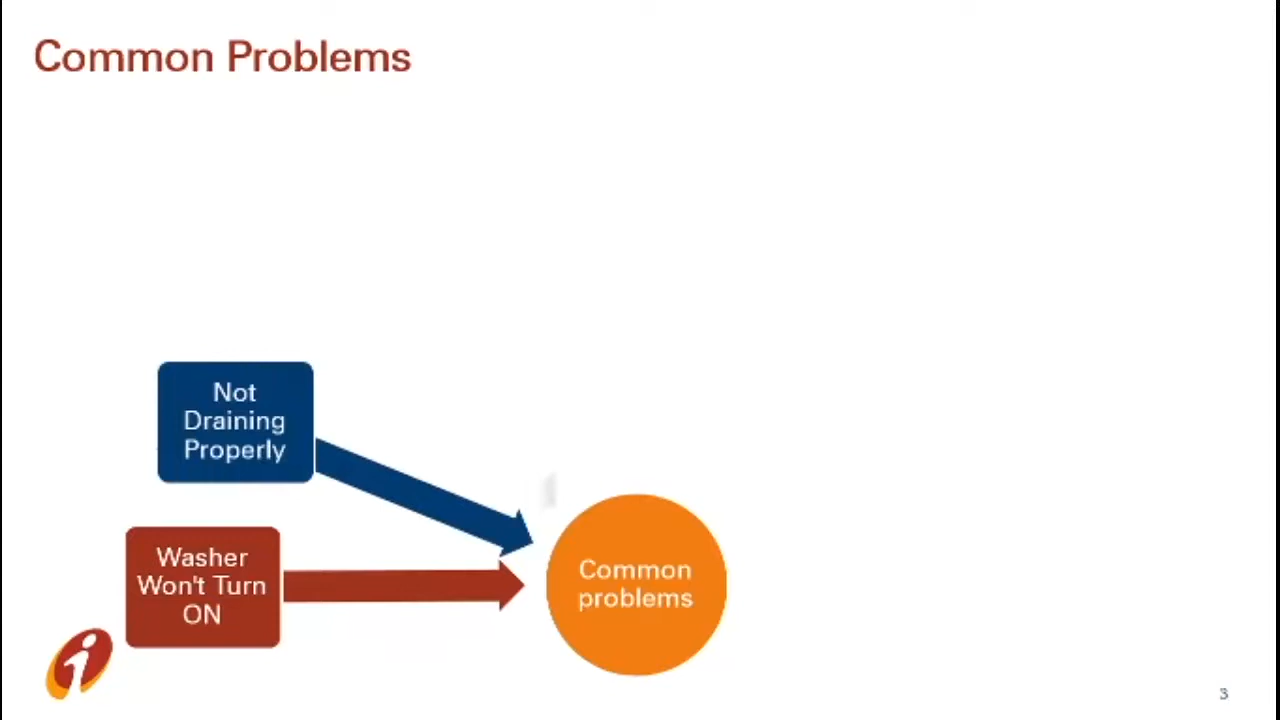 Common Problems
Not
Draining
Properly
Washer
Won't Turn
ON
Common
problems
3